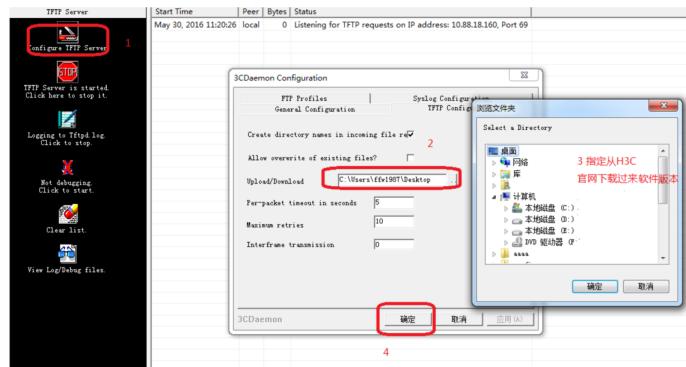 TFTP Server
Start Time Peer Bytes Status
May 30, 2016 11:20:26 local 0 Listening for TFTP requests on IP address: 10.88.18.160, Port 69
Configure TFTP Server
1
STOP
TFTP Server is started.
Click here to stop it.
Logging to Tftpd.log.
Click to stop.
Not debugging.
Click to start.
Clear list.
View Log/Debug files.
3CDaemon Configuration
FTP Profiles
Syslog Configuration
General Configuration
TFTP Config
Create directory names in incoming file re
2
Allow overwrite of existing files?
Upload/Download
C:\Users\ffw1987\Desktop
Per-packet timeout in seconds
5
Maximum retries
10
Interframe transmission
0
3CDaemon
确定
取消
应用(A)
4
浏览文件夹
Select a Directory
桌面
网络
库
计算机
本地磁盘 (C:)
本地磁盘 (D:)
本地磁盘 (E:)
DVD 驱动器 (F
aaaa
3 指定从H3C
官网下载过来软件版本
确定
取消